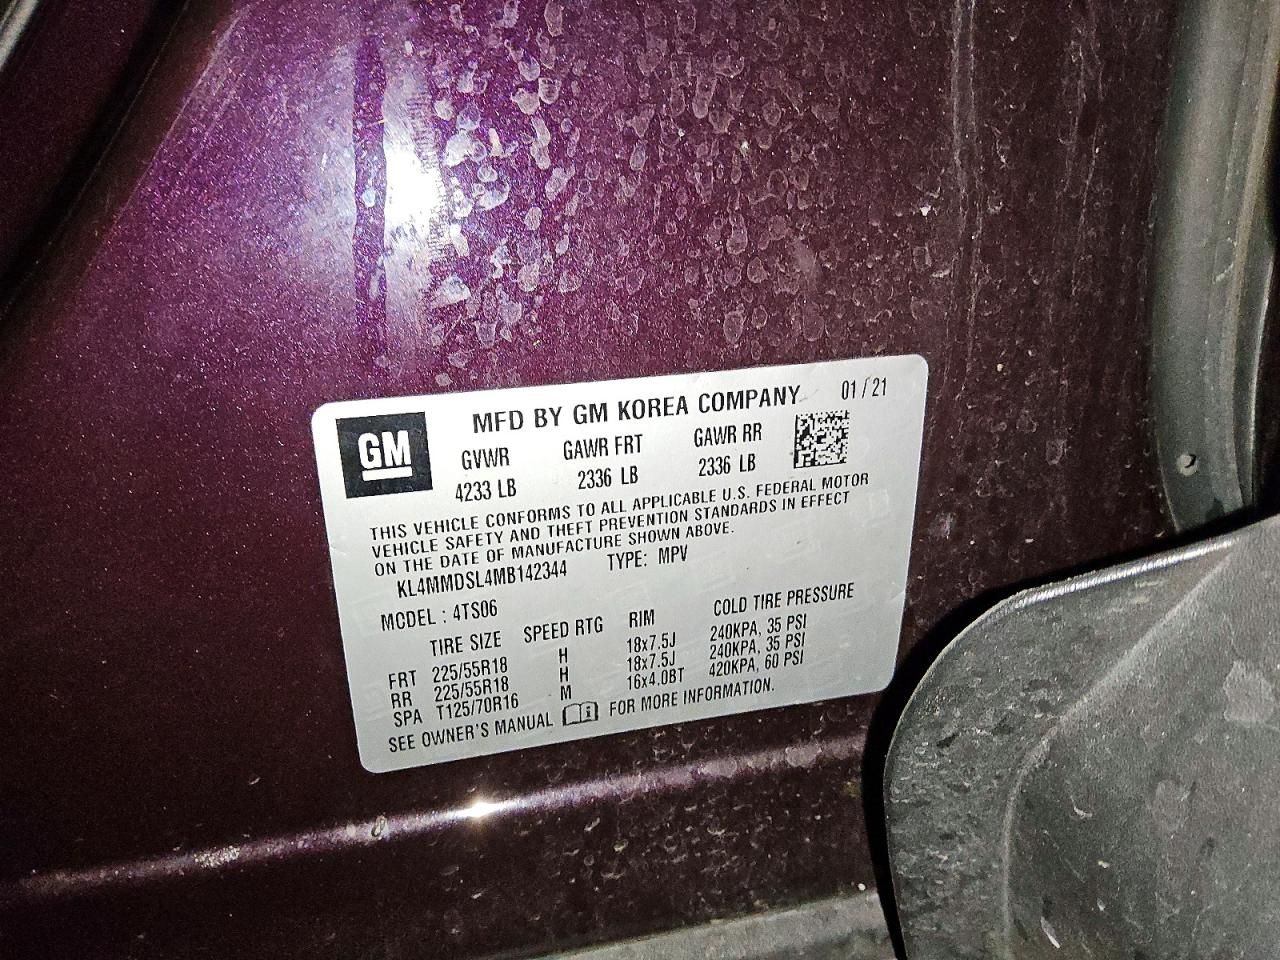 GM
MFD BY GM KOREA COMPANY 01 / 21
GVWR GAWR FRT GAWR RR
4233 LB 2336 LB 2336 LB
THIS VEHICLE CONFORMS TO ALL APPLICABLE U.S. FEDERAL MOTOR
VEHICLE SAFETY AND THEFT PREVENTION STANDARDS IN EFFECT
ON THE DATE OF MANUFACTURE SHOWN ABOVE.
KL4MMDSL4MB142344 TYPE: MPV
MODEL : 4TS06
TIRE SIZE SPEED RTG RIM COLD TIRE PRESSURE
FRT 225/55R18 H 18x7.5J 240KPA, 35 PSI
RR 225/55R18 H 18x7.5J 240KPA, 35 PSI
SPA T125/70R16 M 16x4.0BT 420KPA, 60 PSI
SEE OWNER'S MANUAL FOR MORE INFORMATION.